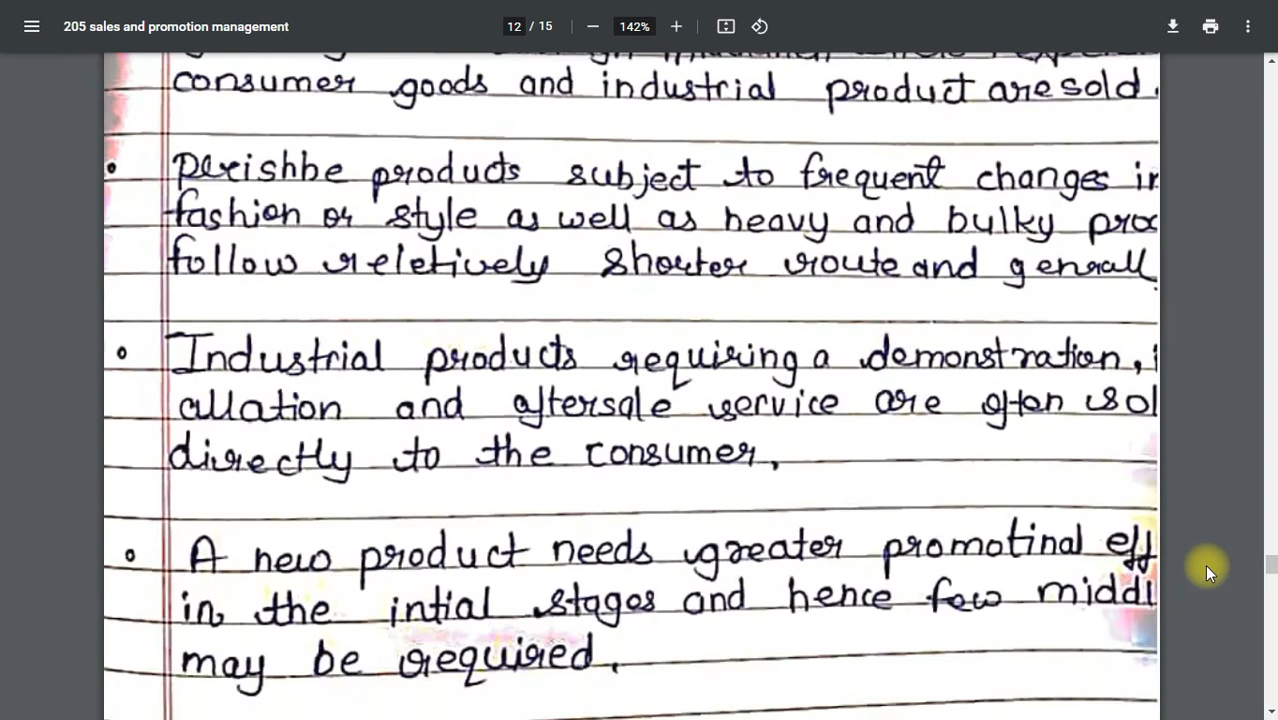 205 sales and promotion management
12 / 15
142%
consumer goods and industrial product are sold.
Perishbe products subject to frequent changes in
fashion or style as well as heavy and bulky proc
follow reletively shorter route and genrall
Industrial products requiring a demonstration, i
allation and aftersale service are often sol
directly to the consumer.
A new product needs greater promotinal eff
in the intial stages and hence few middl
may be required.